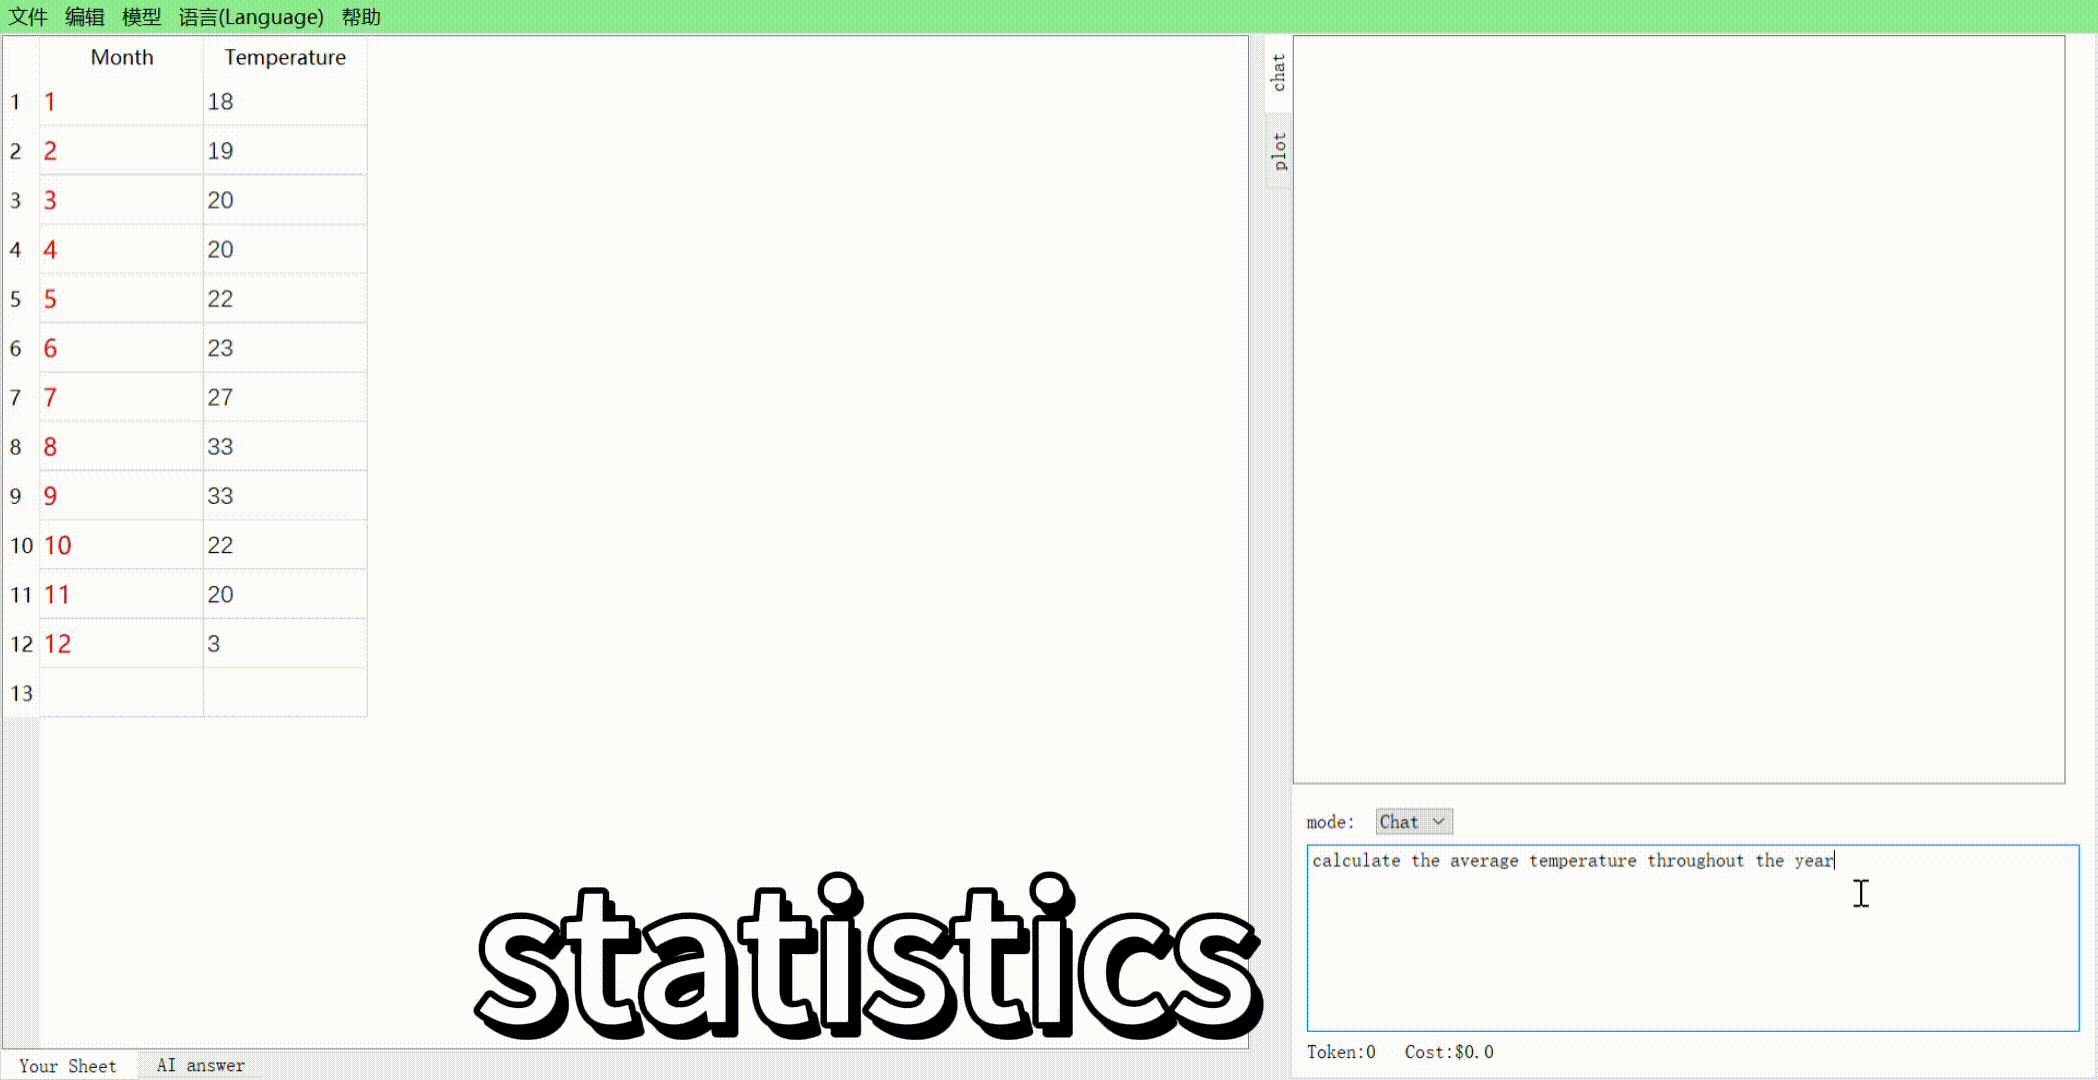 文件 编辑 模型 语言(Language) 帮助
Month Temperature
1 1 18
2 2 19
3 3 20
4 4 20
5 5 22
6 6 23
7 7 27
8 8 33
9 9 33
10 10 22
11 11 20
12 12 3
13
chat
plot
mode: Chat
calculate the average temperature throughout the year
Token:0 Cost:$0.0
statistics
Your Sheet AI answer